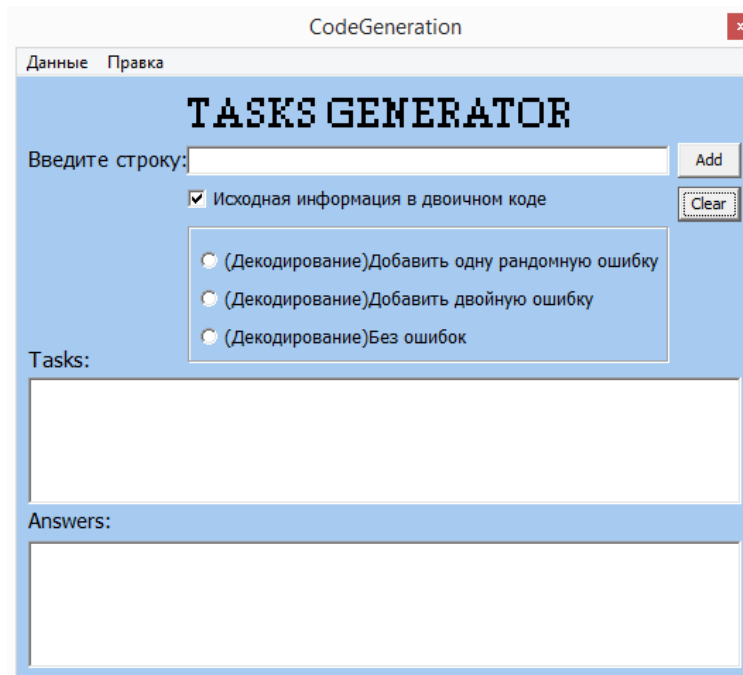 CodeGeneration
Данные Правка
TASKS GENERATOR
Введите строку: Add
Исходная информация в двоичном коде Clear
(Декодирование)Добавить одну рандомную ошибку
(Декодирование)Добавить двойную ошибку
(Декодирование)Без ошибок
Tasks:
Answers: